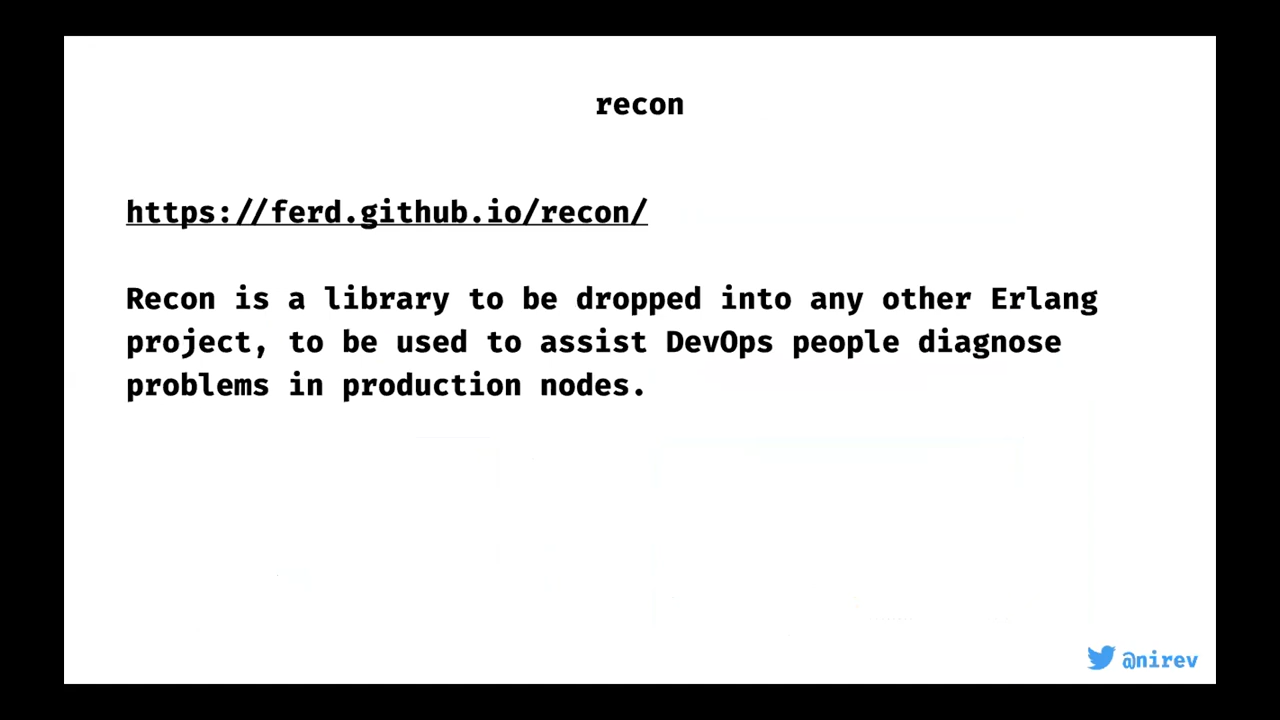 recon
https://ferd.github.io/recon/
Recon is a library to be dropped into any other Erlang
project, to be used to assist DevOps people diagnose
problems in production nodes.
@nirev